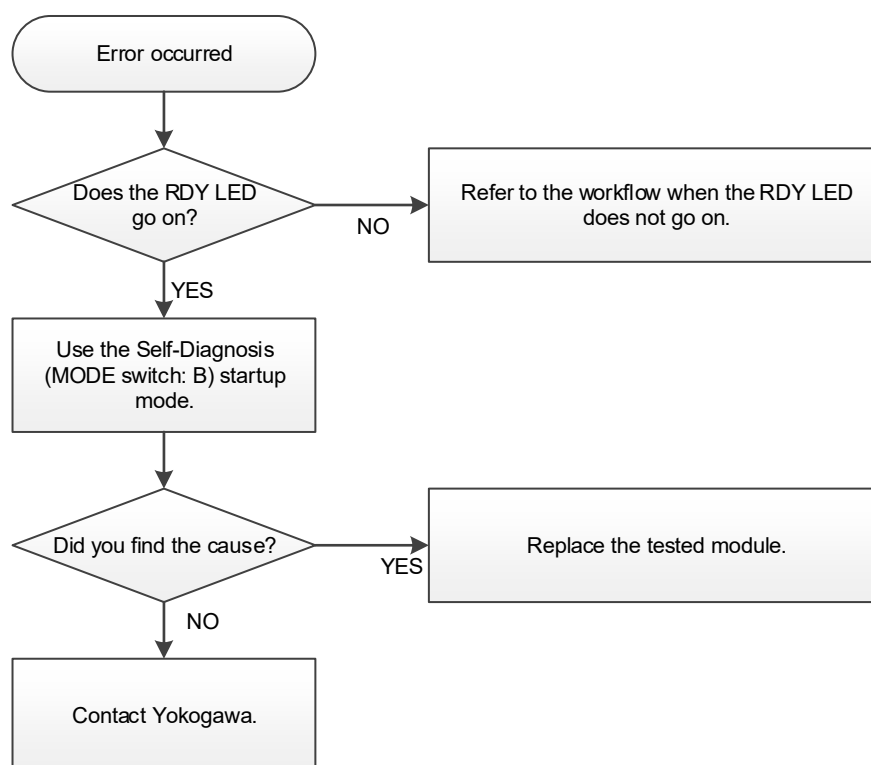 Error occurred
Does the RDY LED
go on?
NO
Refer to the workflow when the RDY LED
does not go on.
YES
Use the Self-Diagnosis
(MODE switch: B) startup
mode.
Did you find the cause?
YES
Replace the tested module.
NO
Contact Yokogawa.